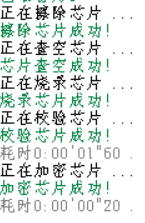 正在擦除芯片 ...
擦除芯片成功!
正在查空芯片 ...
芯片查空成功!
正在烧录芯片 ...
烧录芯片成功!
正在校验芯片 ...
校验芯片成功!
耗时0:00'01"60 .
正在加密芯片 ...
加密芯片成功!
耗时0:00'00"20 .